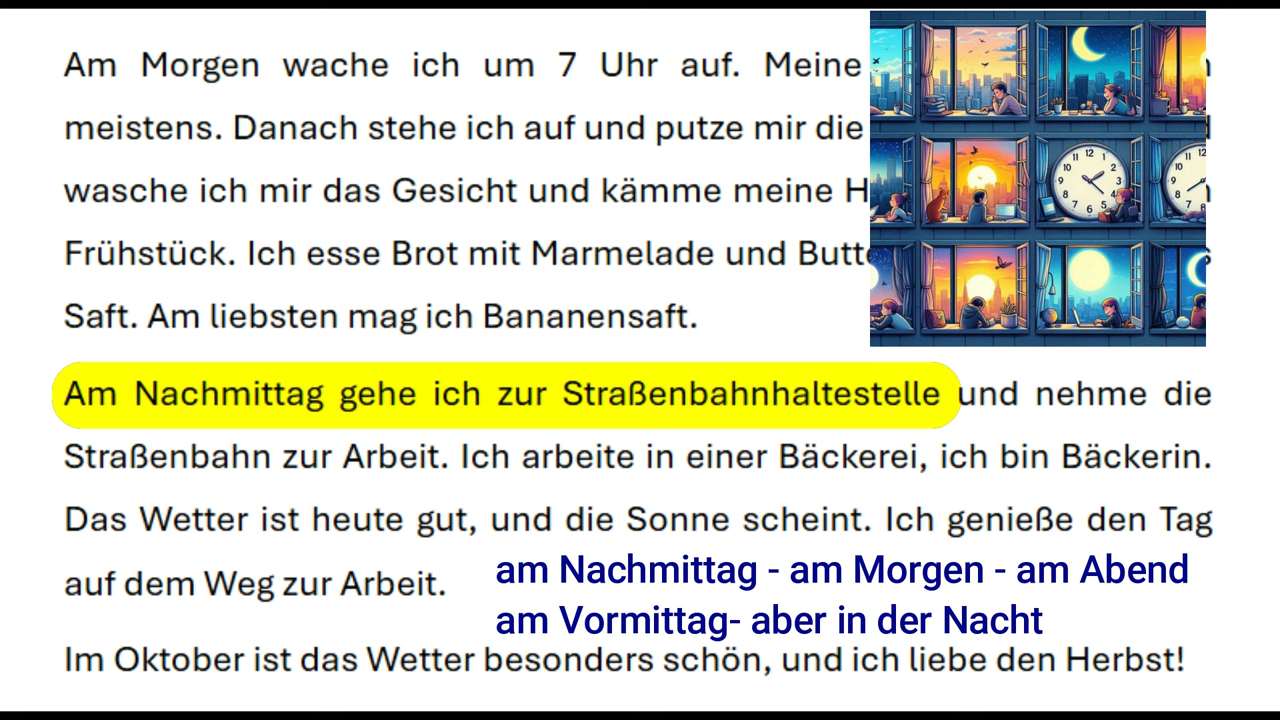 Am Morgen wache ich um 7 Uhr auf. Meine
meistens. Danach stehe ich auf und putze mir die
wasche ich mir das Gesicht und kämme meine
Frühstück. Ich esse Brot mit Marmelade und
Saft. Am liebsten mag ich Bananensaft.
Am Nachmittag gehe ich zur Straßenbahnhaltestelle und nehme die
Straßenbahn zur Arbeit. Ich arbeite in einer Bäckerei, ich bin Bäckerin.
Das Wetter ist heute gut, und die Sonne scheint. Ich genieße den Tag
auf dem Weg zur Arbeit.
am Nachmittag - am Morgen - am Abend
am Vormittag- aber in der Nacht
Im Oktober ist das Wetter besonders schön, und ich liebe den Herbst!